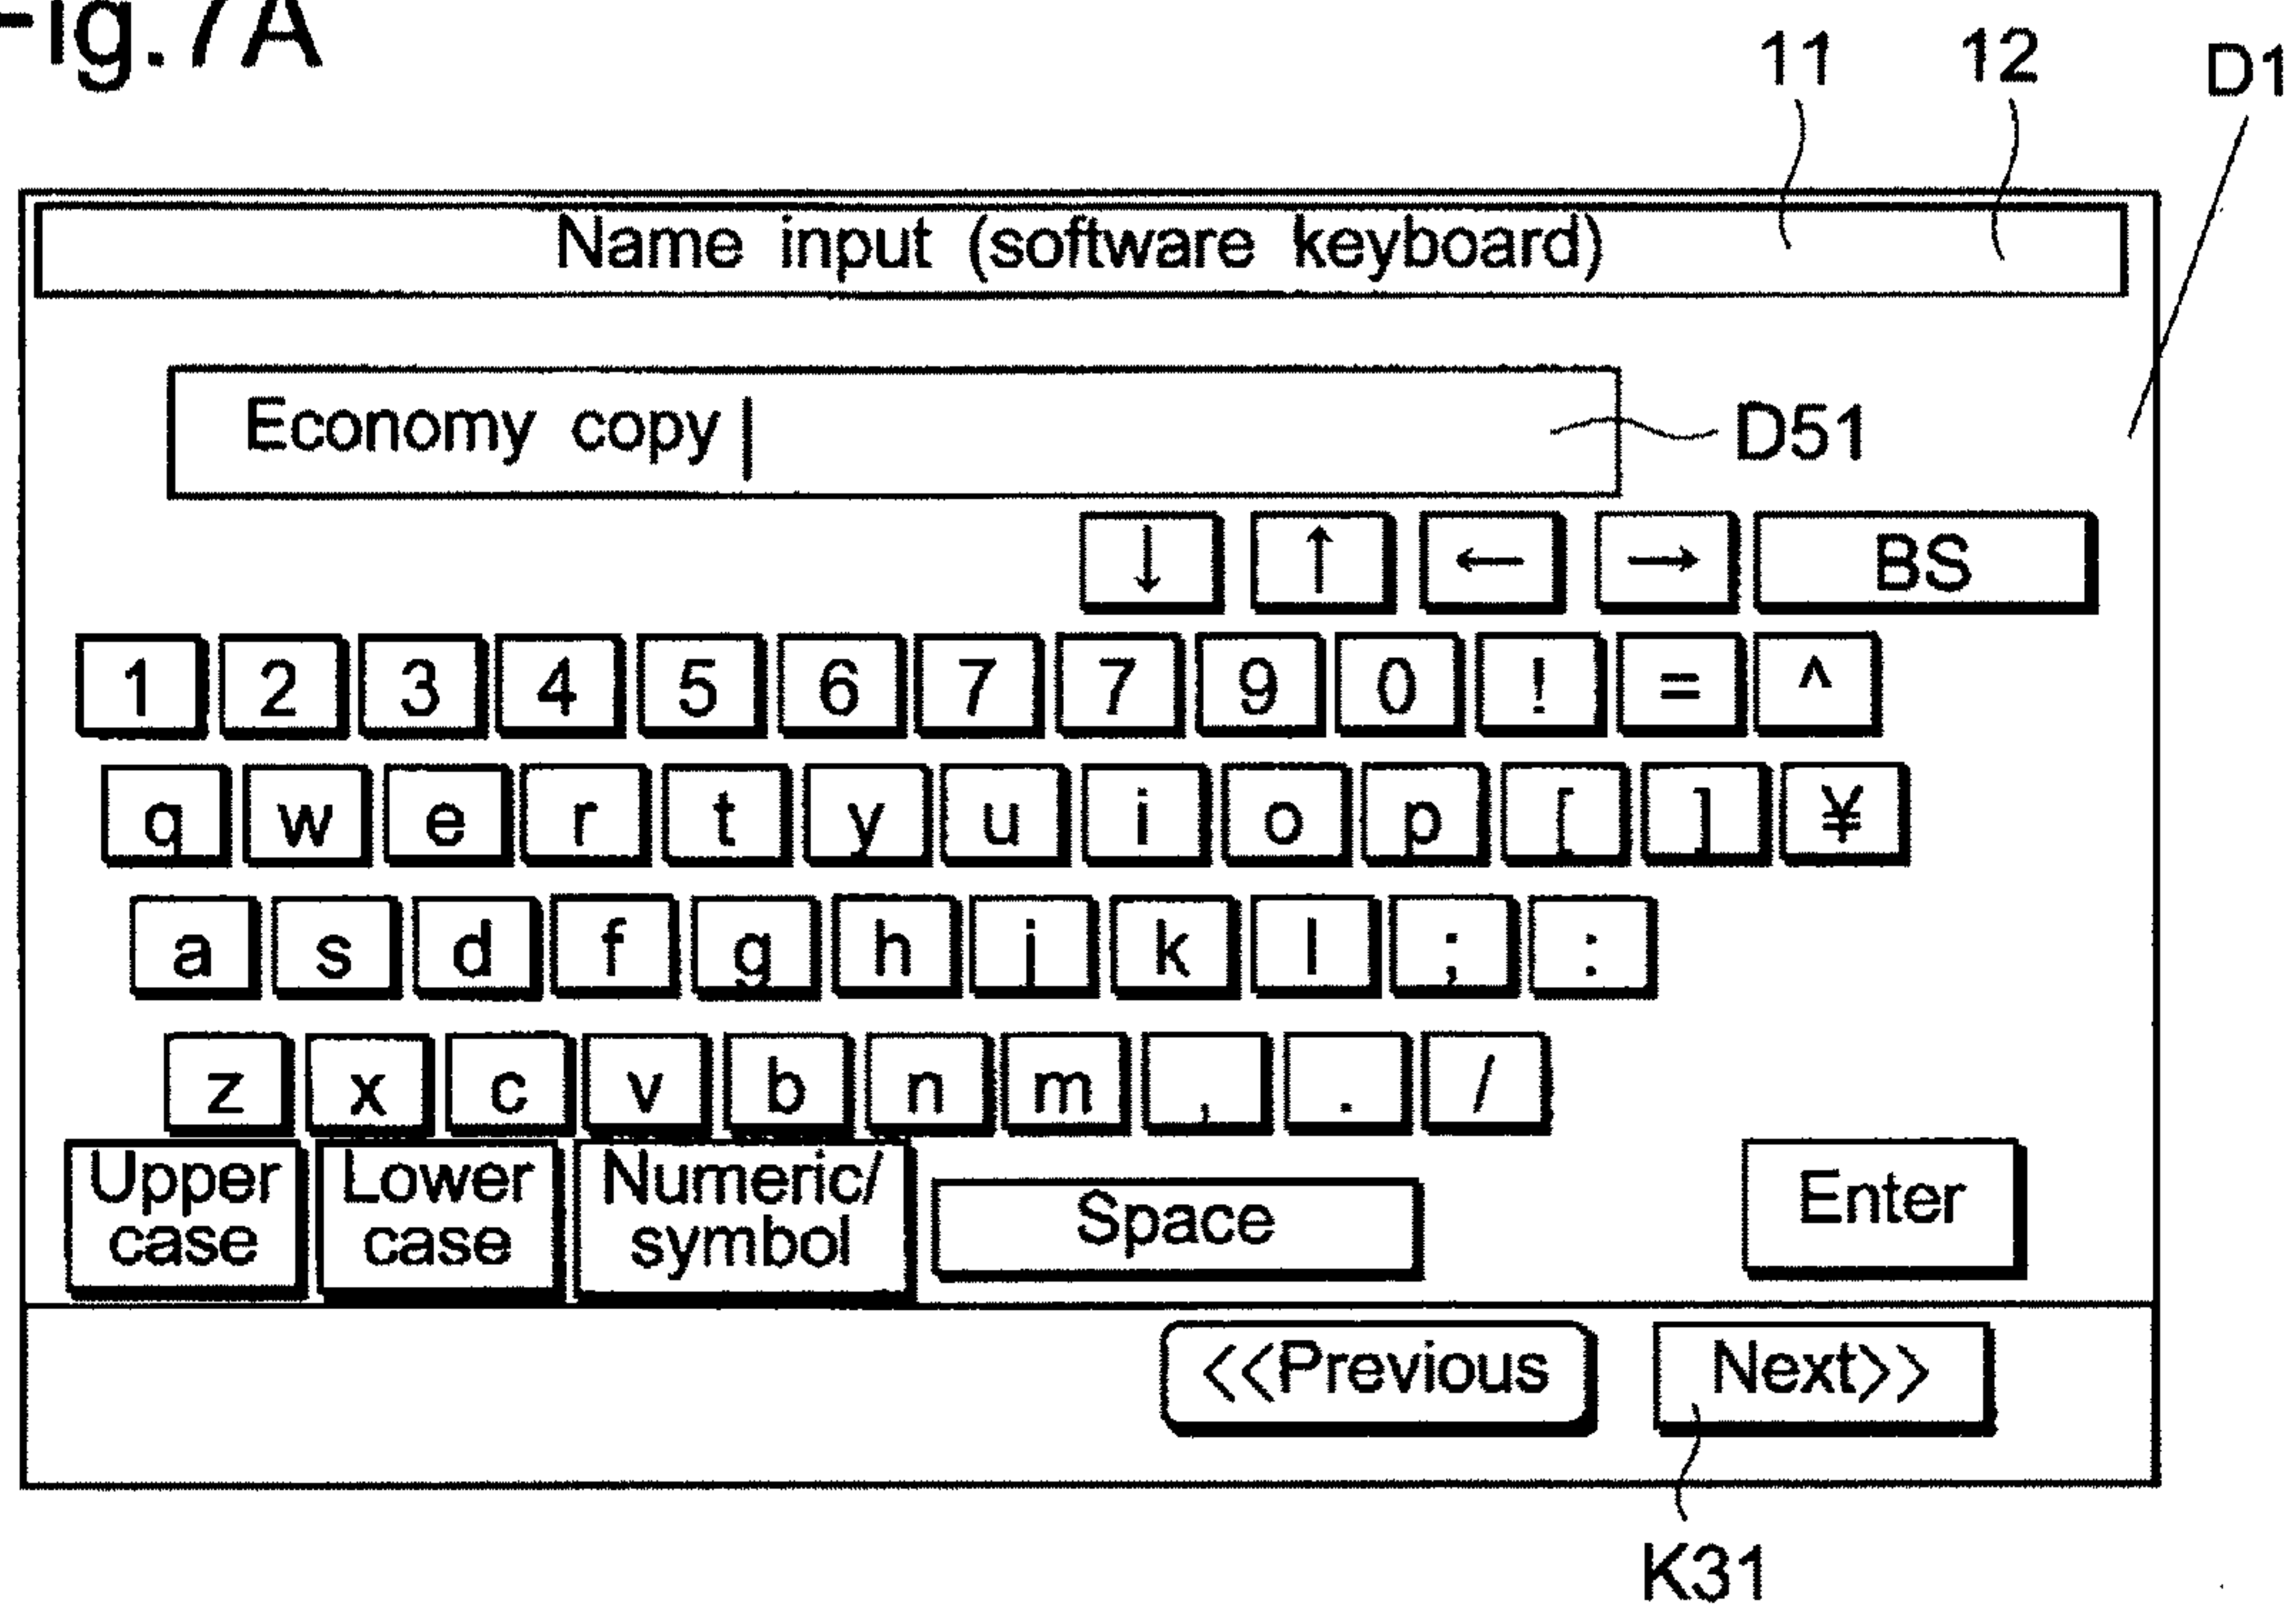 Fig.7A
11 12 D1
Name input (software keyboard)
Economy copy
D51
↓ ↑ ← → BS
1 2 3 4 5 6 7 7 9 0 ! = ^
q w e r t y u i o p [ ] ¥
a s d f g h j k l ; :
z x c v b n m , . /
Upper case Lower case Numeric/ symbol Space Enter
<<Previous Next>>
K31